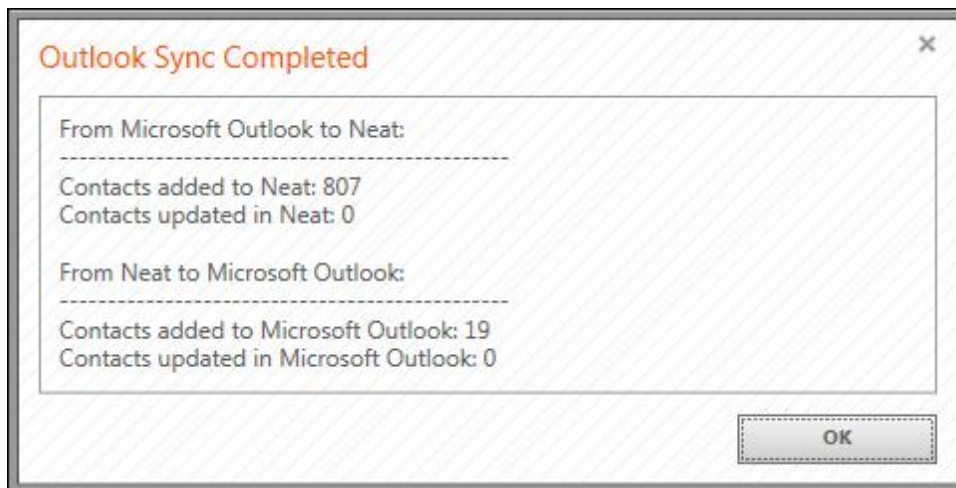 Outlook Sync Completed
From Microsoft Outlook to Neat:
-----------------------------------------------
Contacts added to Neat: 807
Contacts updated in Neat: 0
From Neat to Microsoft Outlook:
-----------------------------------------------
Contacts added to Microsoft Outlook: 19
Contacts updated in Microsoft Outlook: 0
OK